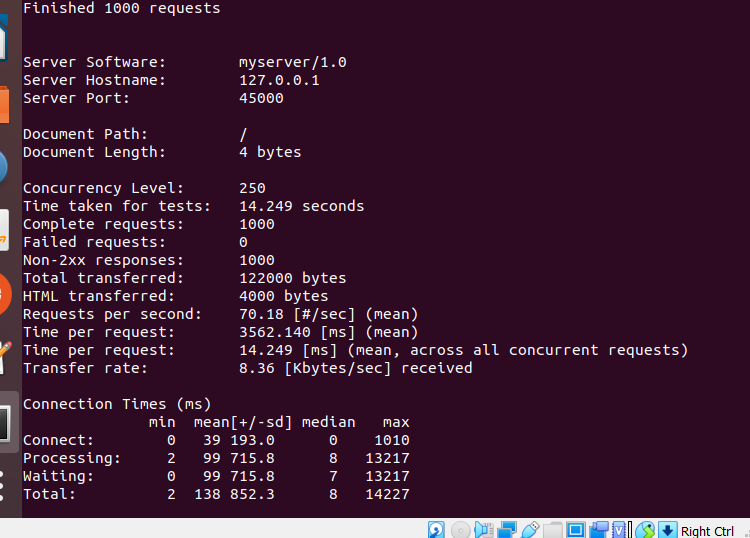 Finished 1000 requests
Server Software: myserver/1.0
Server Hostname: 127.0.0.1
Server Port: 45000
Document Path: /
Document Length: 4 bytes
Concurrency Level: 250
Time taken for tests: 14.249 seconds
Complete requests: 1000
Failed requests: 0
Non-2xx responses: 1000
Total transferred: 122000 bytes
HTML transferred: 4000 bytes
Requests per second: 70.18 [#/sec] (mean)
Time per request: 3562.140 [ms] (mean)
Time per request: 14.249 [ms] (mean, across all concurrent requests)
Transfer rate: 8.36 [Kbytes/sec] received
Connection Times (ms)
min mean[+/-sd] median max
Connect: 0 39 193.0 0 1010
Processing: 2 99 715.8 8 13217
Waiting: 0 99 715.8 7 13217
Total: 2 138 852.3 8 14227
Right Ctrl